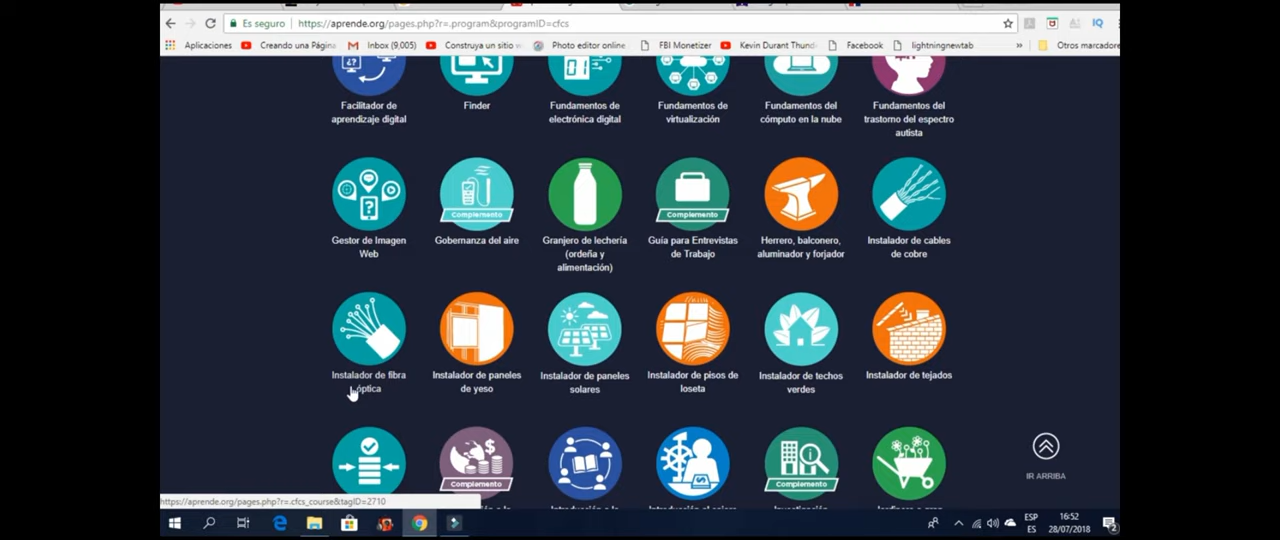 Es seguro
https://aprende.org/pages.php?r=.program&programID=cfcs
IQ
Aplicaciones
Creando una Página
Inbox (9,005)
Construya un sitio
Photo editor online
FBI Monetizer
Kevin Durant Thund
Facebook
lightningnewtab
»
Otros marcadore
¿?
01
Facilitador de
aprendizaje digital
Finder
Fundamentos de
electrónica digital
Fundamentos de
virtualización
Fundamentos del
cómputo en la nube
Fundamentos del
trastorno del espectro
autista
?
Complemento
Complemento
Gestor de Imagen
Web
Gobernanza del aire
Granjero de lechería
(ordeña y
alimentación)
Guía para Entrevistas
de Trabajo
Herrero, balconero,
aluminador y forjador
Instalador de cables
de cobre
Instalador de fibra
óptica
Instalador de paneles
de yeso
Instalador de paneles
solares
Instalador de pisos de
loseta
Instalador de techos
verdes
Instalador de tejados
$
Complemento
$
i
Complemento
IR ARRIBA
https://aprende.org/pages.php?r=.cfcs_course&tagID=2710
ESP
ES
16:52
28/07/2018
2